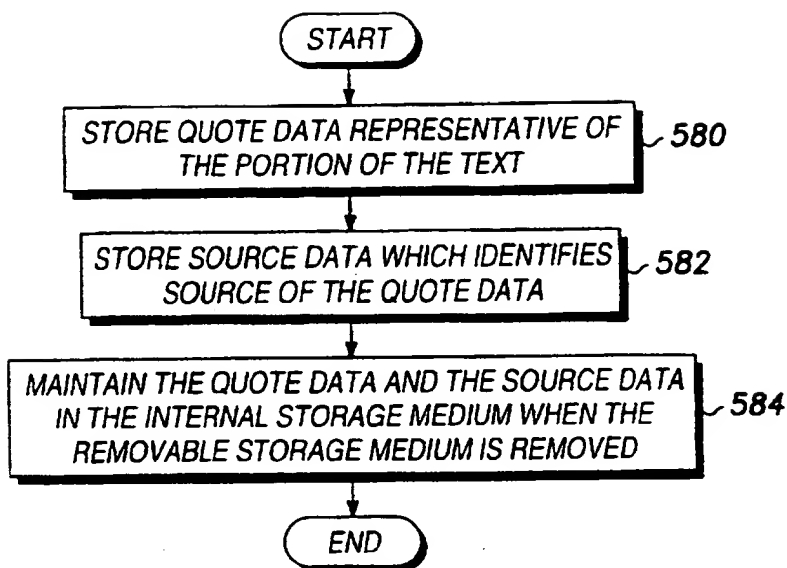 START
STORE QUOTE DATA REPRESENTATIVE OF
THE PORTION OF THE TEXT
580
STORE SOURCE DATA WHICH IDENTIFIES
SOURCE OF THE QUOTE DATA
582
MAINTAIN THE QUOTE DATA AND THE SOURCE DATA
IN THE INTERNAL STORAGE MEDIUM WHEN THE
REMOVABLE STORAGE MEDIUM IS REMOVED
584
END